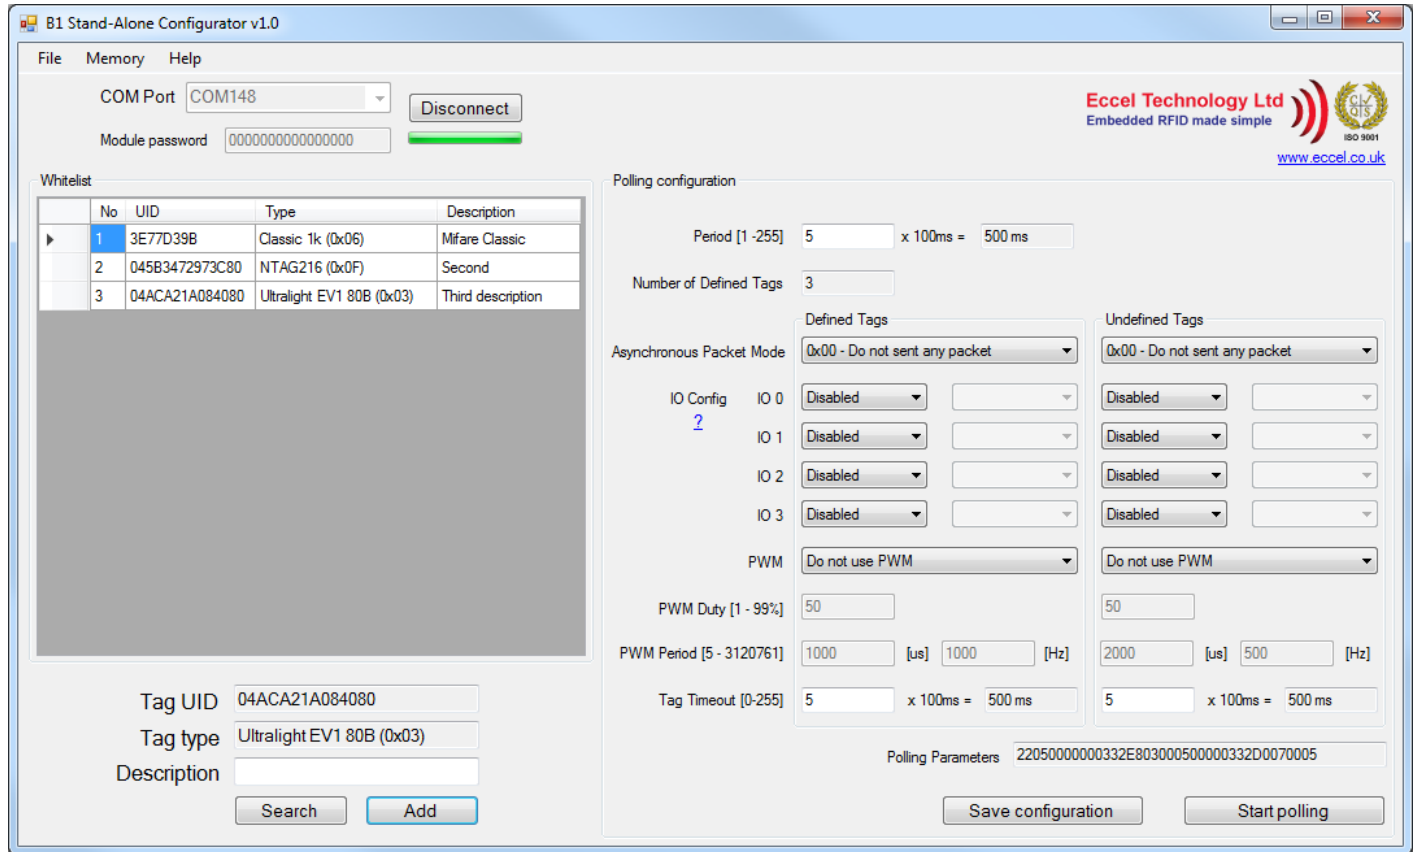 B1 Stand-Alone Configurator v1.0
File Memory Help
COM Port COM148 Disconnect
Module password 0000000000000000
Eccel Technology Ltd
Embedded RFID made simple
ISO 9001
www.eccel.co.uk
Whitelist
No UID Type Description
1 3E77D39B Classic 1k (0x06) Mifare Classic
2 045B3472973C80 NTAG216 (0x0F) Second
3 04ACA21A084080 Ultralight EV1 80B (0x03) Third description
Tag UID 04ACA21A084080
Tag type Ultralight EV1 80B (0x03)
Description
Search Add
Polling configuration
Period [1 -255] 5 x 100ms = 500 ms
Number of Defined Tags 3
Defined Tags Undefined Tags
Asynchronous Packet Mode 0x00 - Do not sent any packet 0x00 - Do not sent any packet
IO Config IO 0 Disabled Disabled
?
IO 1 Disabled Disabled
IO 2 Disabled Disabled
IO 3 Disabled Disabled
PWM Do not use PWM Do not use PWM
PWM Duty [1 - 99%] 50 50
PWM Period [5 - 3120761] 1000 [us] 1000 [Hz] 2000 [us] 500 [Hz]
Tag Timeout [0-255] 5 x 100ms = 500 ms 5 x 100ms = 500 ms
Polling Parameters 22050000000332E803000500000332D0070005
Save configuration Start polling